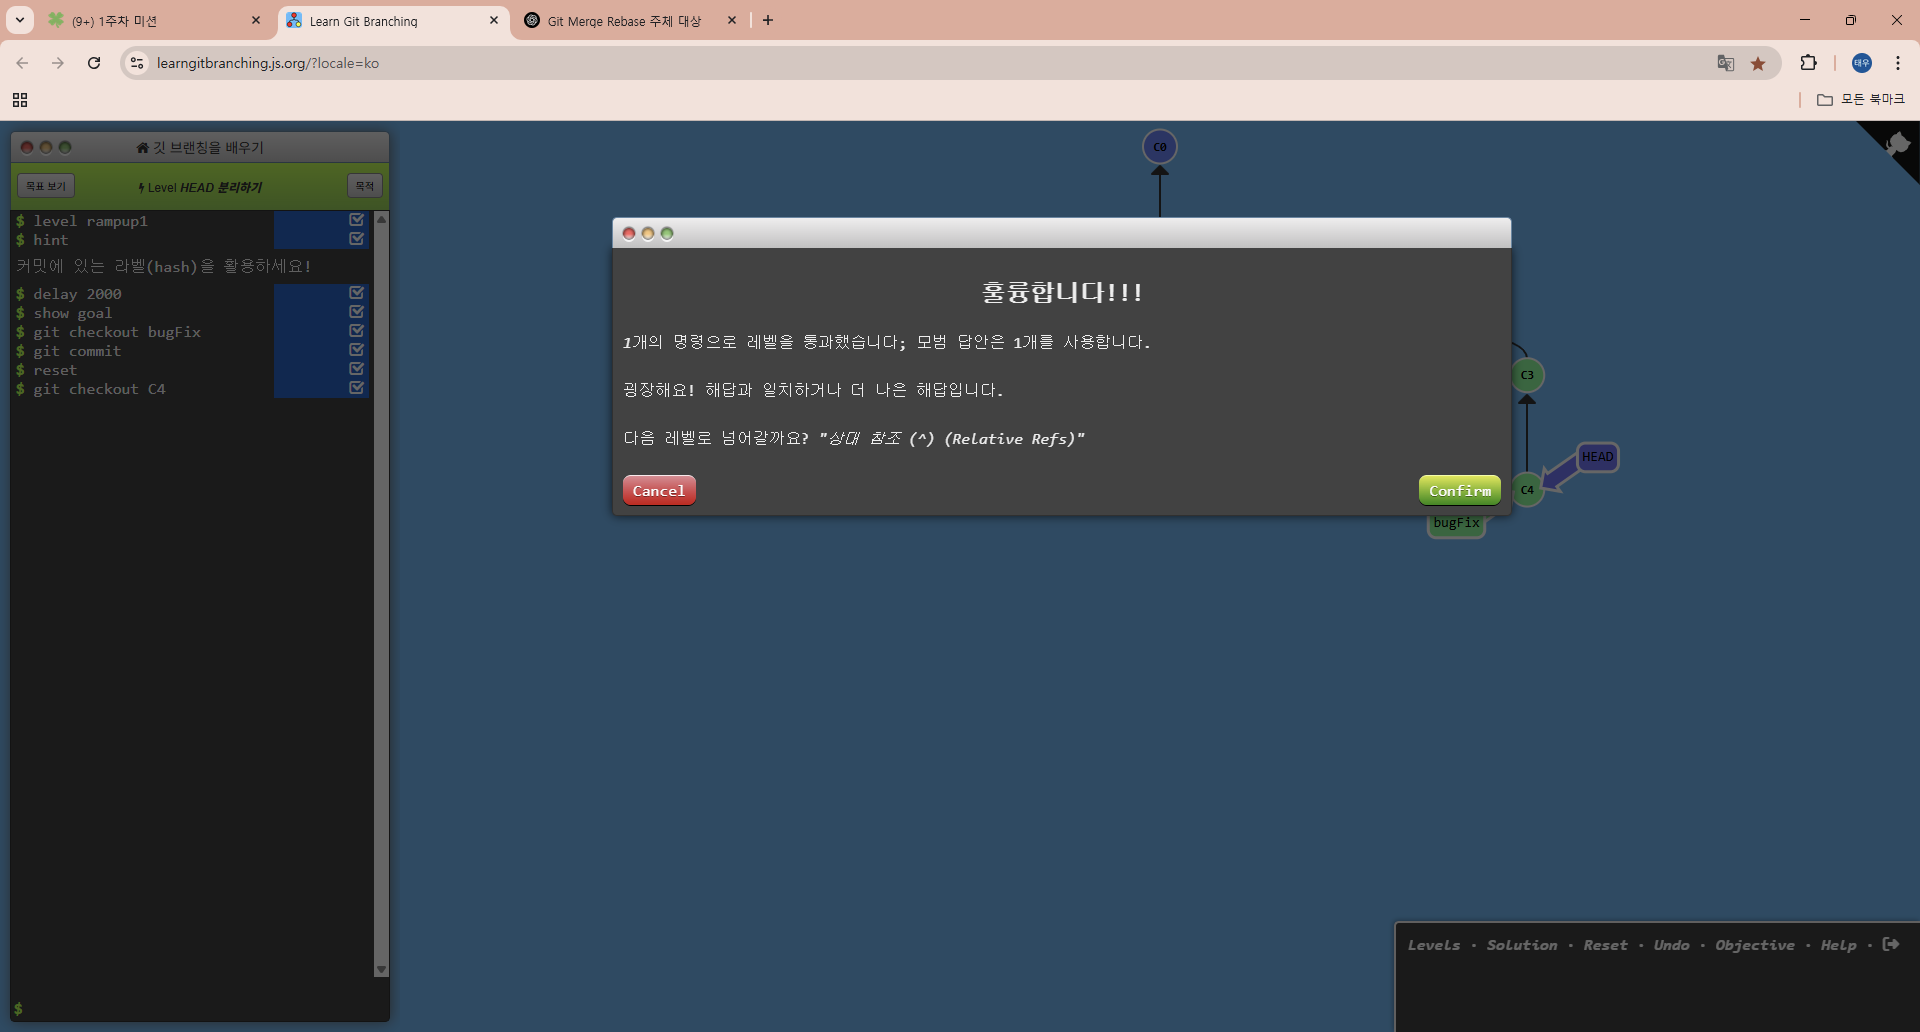 (9+) 1주차 미션
Learn Git Branching
Git Merge Rebase 주체 대상
learngitbranching.js.org/?locale=ko
태우
모든 북마크
깃 브랜칭을 배우기
목표 보기
Level HEAD 분리하기
목적
$ level rampup1
$ hint
커밋에 있는 라벨(hash)을 활용하세요!
$ delay 2000
$ show goal
$ git checkout bugFix
$ git commit
$ reset
$ git checkout C4
$
C0
훌륭합니다!!!
1개의 명령으로 레벨을 통과했습니다; 모범 답안은 1개를 사용합니다.
굉장해요! 해답과 일치하거나 더 나은 해답입니다.
다음 레벨로 넘어갈까요? "상대 참조 (^) (Relative Refs)"
Cancel
Confirm
C3
HEAD
C4
bugFix
Levels · Solution · Reset · Undo · Objective · Help ·